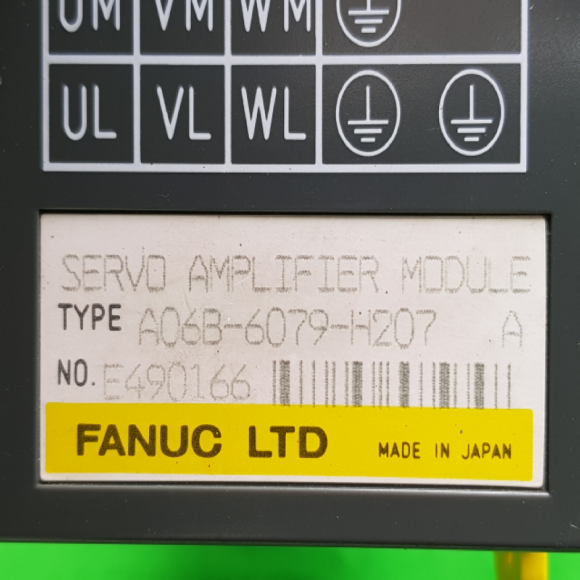 UM VM WM
UL VL WL
SERVO AMPLIFIER MODULE
TYPE A06B-6079-H207 A
NO. E490166
FANUC LTD MADE IN JAPAN